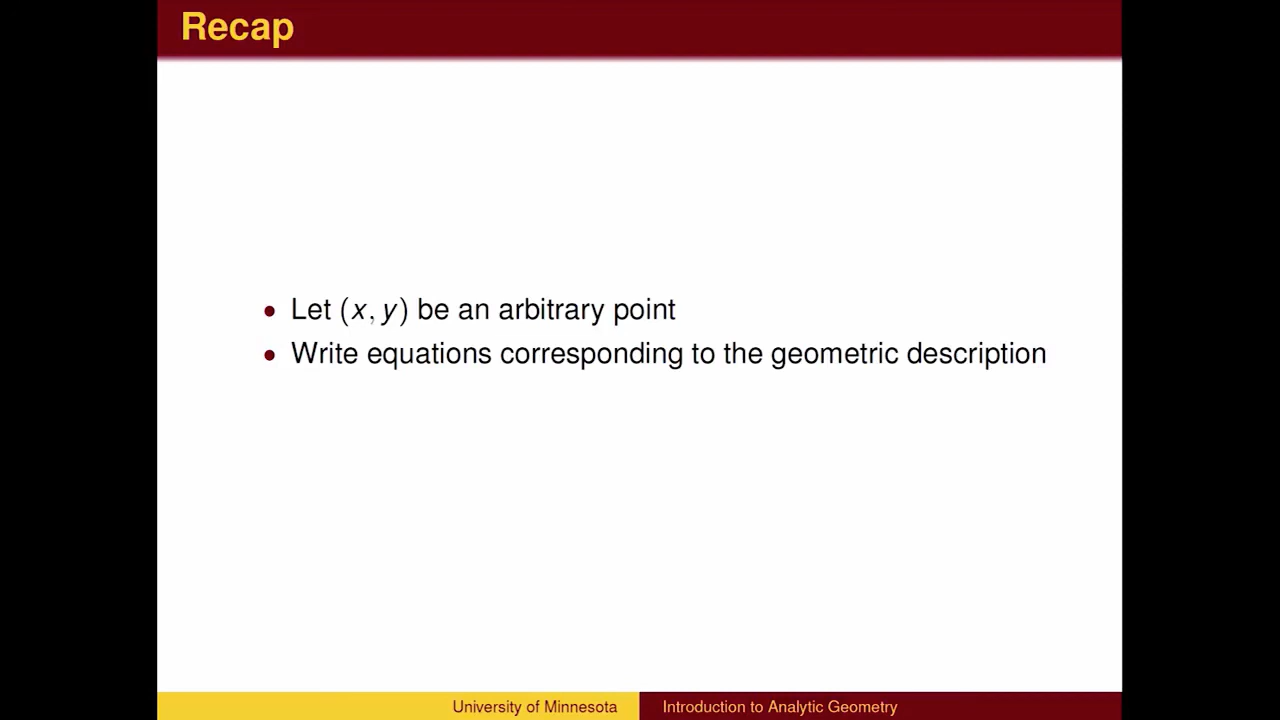 Recap
Let (x, y) be an arbitrary point
Write equations corresponding to the geometric description
University of Minnesota
Introduction to Analytic Geometry